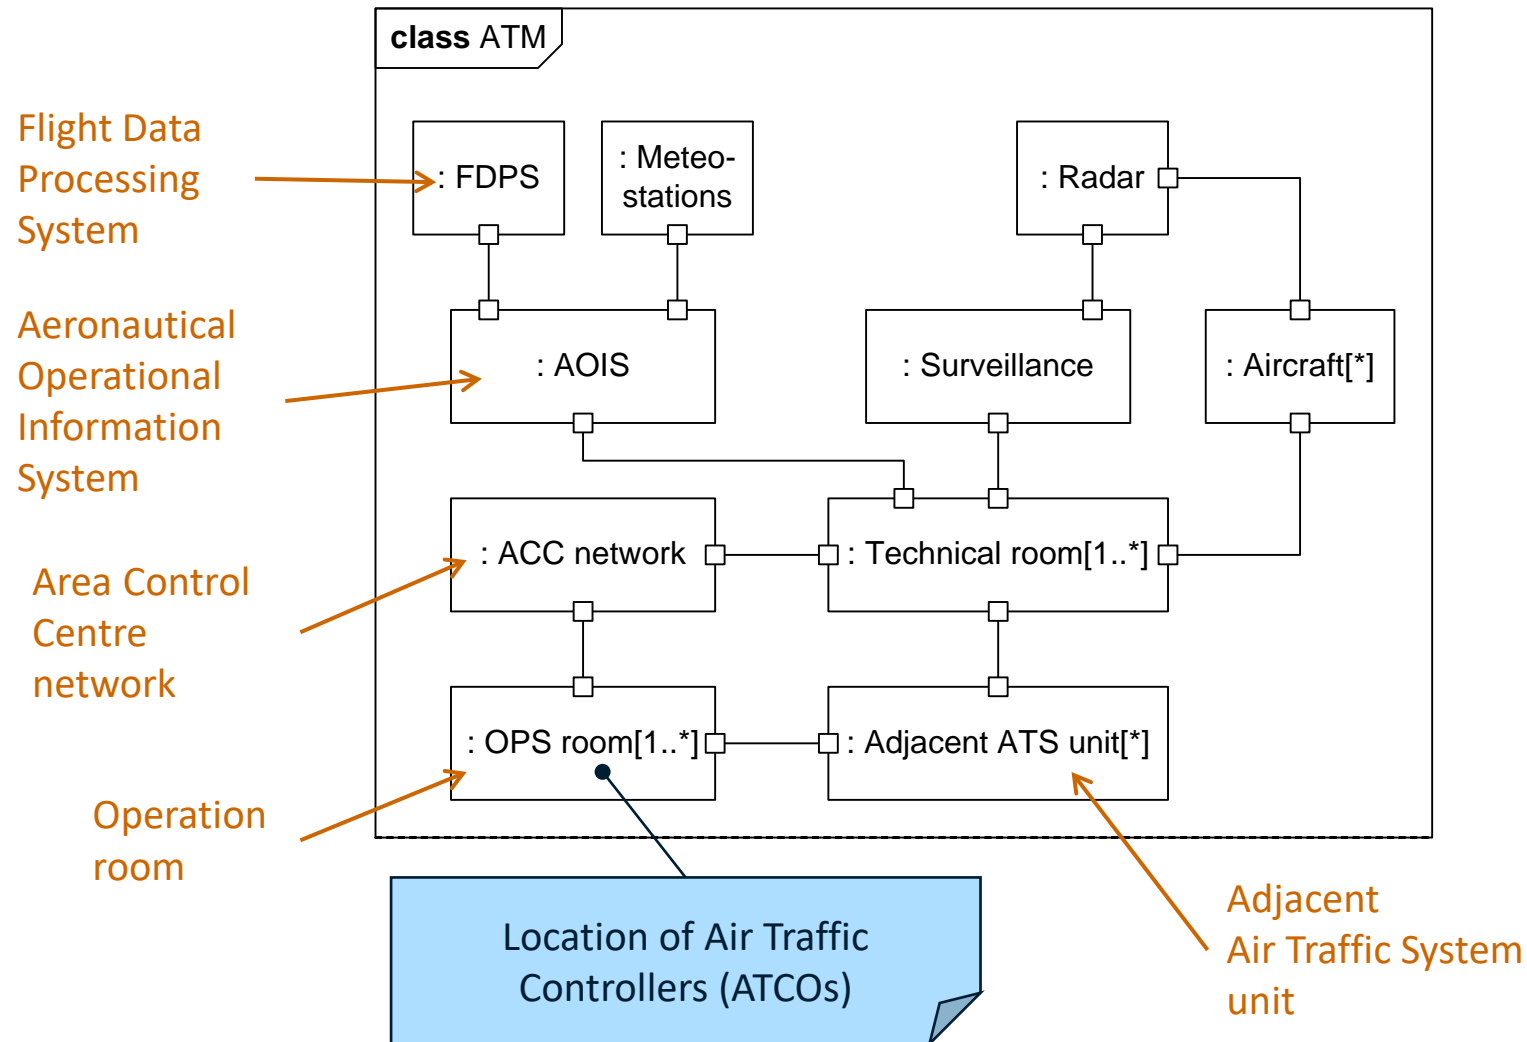 class ATM
Flight Data
Processing
System
: FDPS
: Meteo-
stations
: Radar
Aeronautical
Operational
Information
System
: AOIS
: Surveillance
: Aircraft[*]
Area Control
Centre
network
: ACC network
: Technical room[1..*]
: OPS room[1..*]
: Adjacent ATS unit[*]
Operation
room
Location of Air Traffic
Controllers (ATCOs)
Adjacent
Air Traffic System
unit